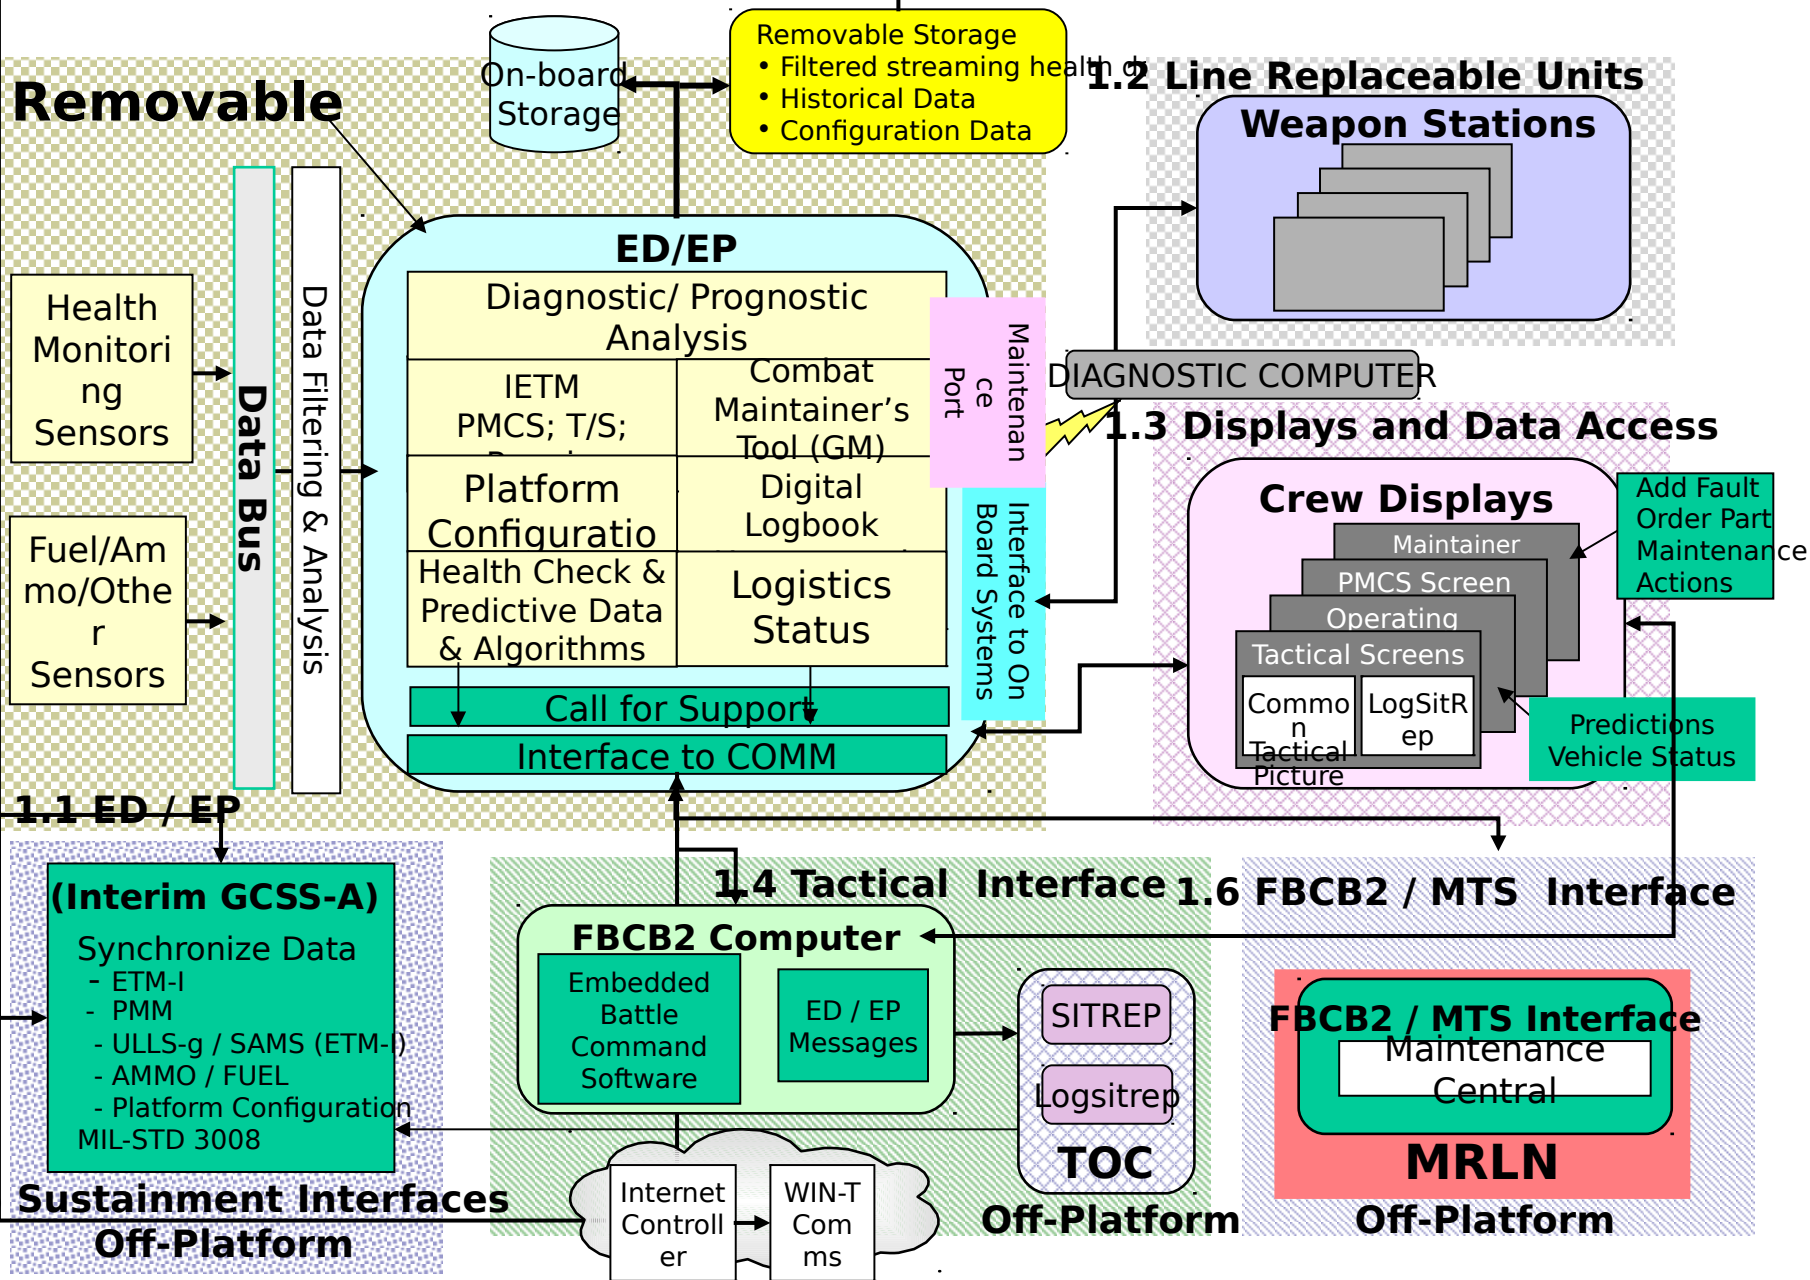 Removable Storage
• Filtered streaming health
• Historical Data
• Configuration Data
On-board
Storage
Removable
1.2 Line Replaceable Units
Weapon Stations
ED/EP
Diagnostic/ Prognostic
Analysis
IETM
PMCS; T/S;
Combat
Maintainer’s
Tool (GM)
Platform
Configuratio
Digital
Logbook
Health Check &
Predictive Data
& Algorithms
Logistics
Status
Call for Support
Interface to COMM
Health
Monitori
ng
Sensors
Fuel/Am
mo/Othe
r
Sensors
Data Bus
Data Filtering & Analysis
Maintenan
ce
Port
Interface to On
Board Systems
DIAGNOSTIC COMPUTER
1.3 Displays and Data Access
Crew Displays
Maintainer
PMCS Screen
Operating
Tactical Screens
Commo
n
Tactical
Picture
LogSitR
ep
Add Fault
Order Part
Maintenance
Actions
Predictions
Vehicle Status
1.1 ED / EP
(Interim GCSS-A)
Synchronize Data
- ETM-I
- PMM
- ULLS-g / SAMS (ETM-I)
- AMMO / FUEL
- Platform Configuration
MIL-STD 3008
Sustainment Interfaces
Off-Platform
1.4 Tactical  Interface
FBCB2 Computer
Embedded
Battle
Command
Software
ED / EP
Messages
SITREP
Logsitrep
TOC
Off-Platform
Internet
Controll
er
WIN-T
Com
ms
1.6 FBCB2 / MTS  Interface
FBCB2 / MTS Interface
Maintenance
Central
MRLN
Off-Platform